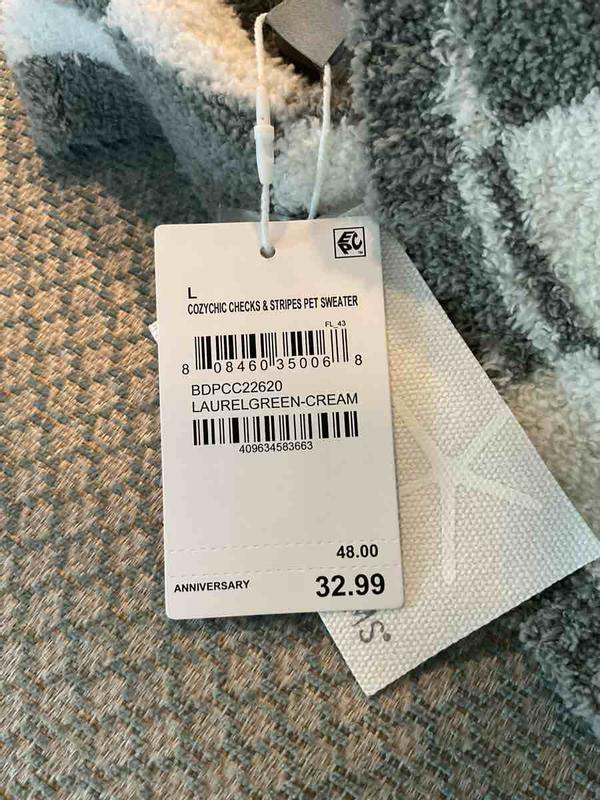 EPC
L
COZYCHIC CHECKS & STRIPES PET SWEATER
FL_43
8 08460 35006 8
BDPCC22620
LAURELGREEN-CREAM
409634583663
48.00
ANNIVERSARY 32.99